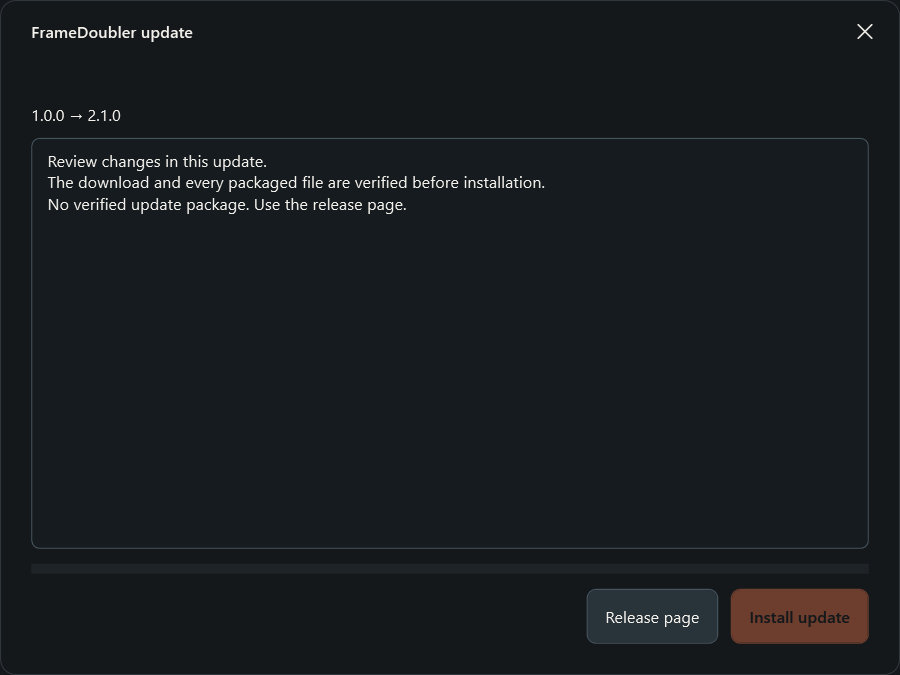 FrameDoubler update
1.0.0 → 2.1.0
Review changes in this update.
The download and every packaged file are verified before installation.
No verified update package. Use the release page.
Release page
Install update